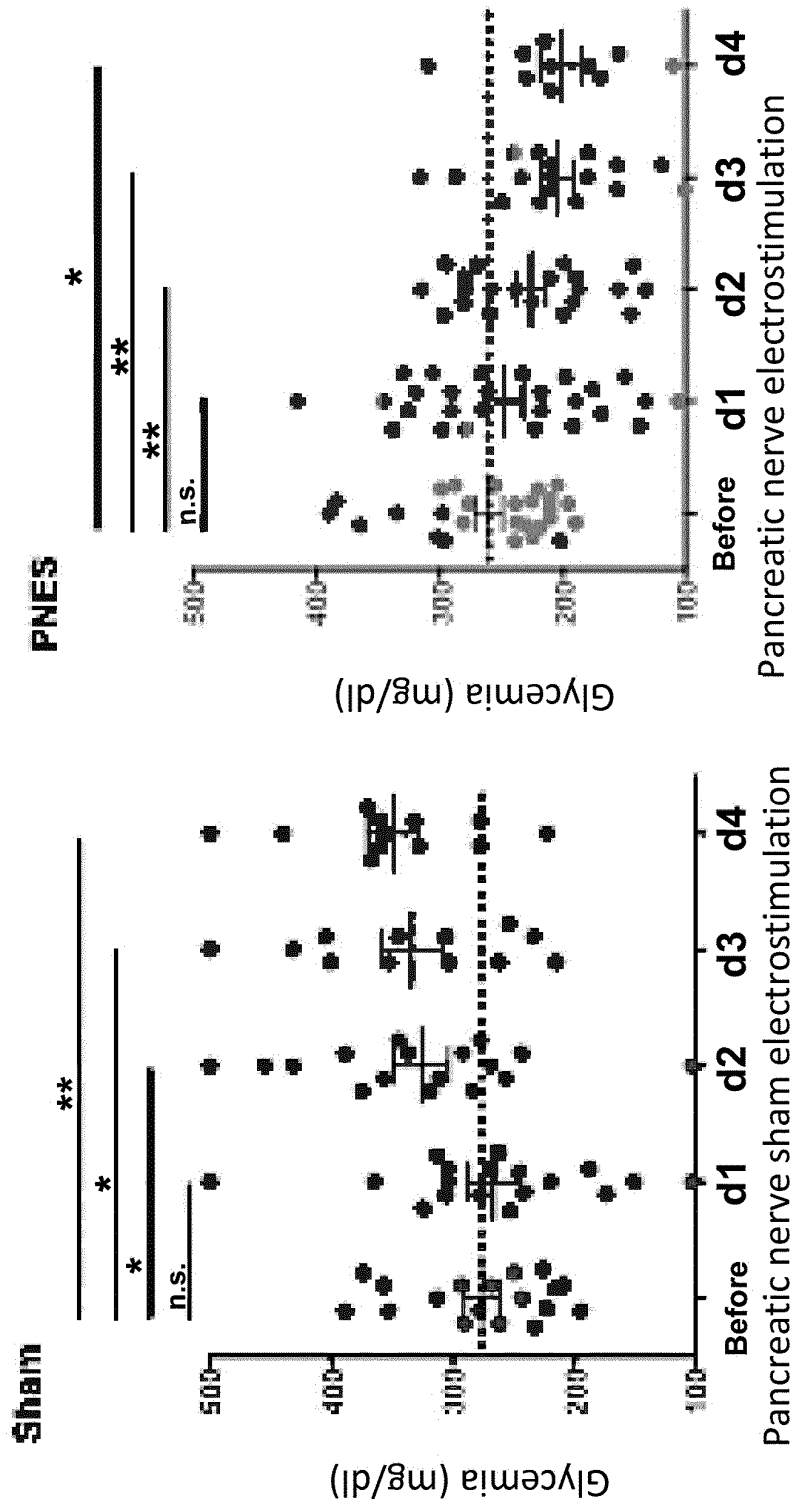 Sham
**
*
*
n.s.
500
400
300
200
100
Glycemia (mg/dl)
Before d1 d2 d3 d4
Pancreatic nerve sham electrostimulation
PNES
*
**
**
n.s.
500
400
300
200
100
Glycemia (mg/dl)
Before d1 d2 d3 d4
Pancreatic nerve electrostimulation